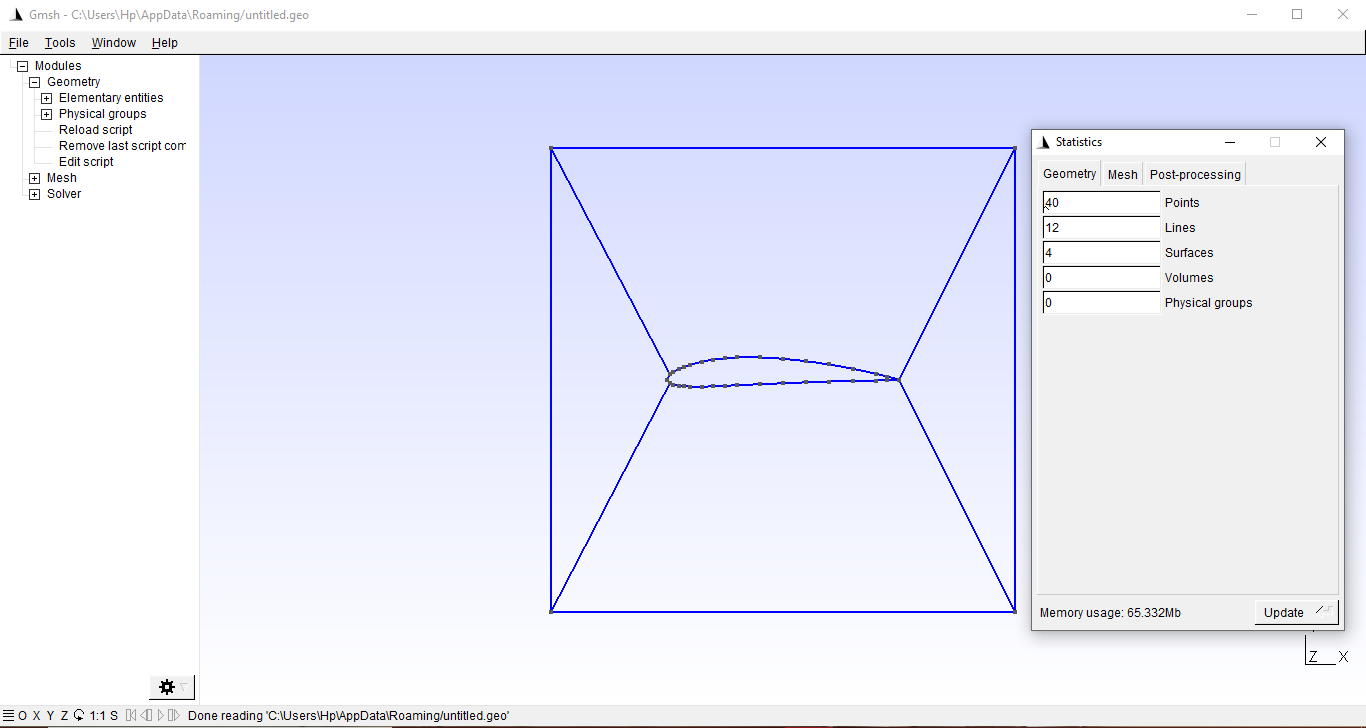 Gmsh - C:\Users\Hp\AppData\Roaming/untitled.geo
File Tools Window Help
Modules
Geometry
Elementary entities
Physical groups
Reload script
Remove last script com
Edit script
Mesh
Solver
Statistics
Geometry Mesh Post-processing
40 Points
12 Lines
4 Surfaces
0 Volumes
0 Physical groups
Memory usage: 65.332Mb Update
Z X
O X Y Z 1:1 S Done reading 'C:\Users\Hp\AppData\Roaming/untitled.geo'